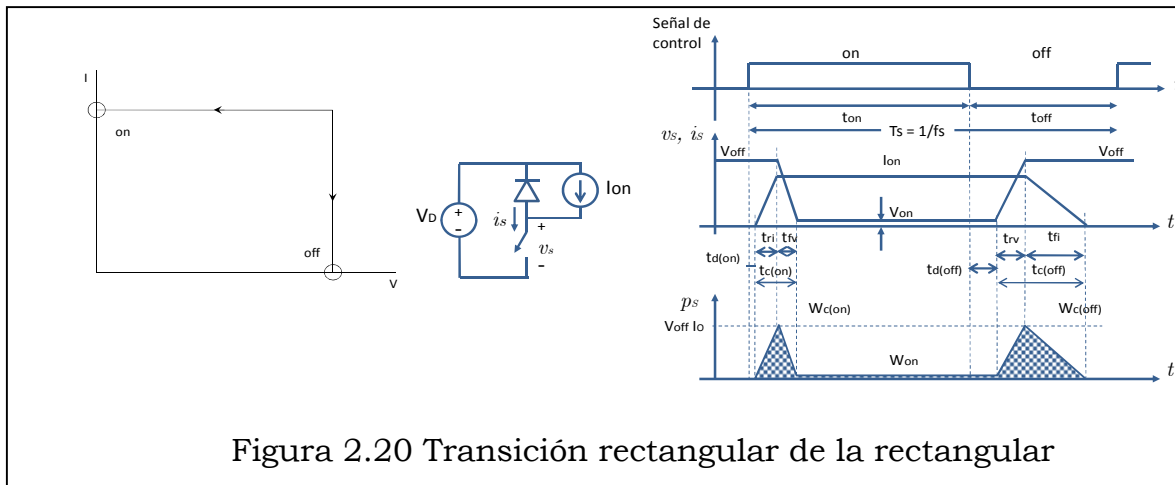 I
on
off
V
VD
+
-
is
+
vs
-
Ion
Señal de
control
on
off
ton
toff
Ts = 1/fs
vs, is
Voff
Ion
Voff
Von
t
tri
tfv
trv
tfi
td(on)
tc(on)
td(off)
tc(off)
ps
Wc(on)
Wc(off)
Voff Io
Won
t
Figura 2.20 Transición rectangular de la rectangular